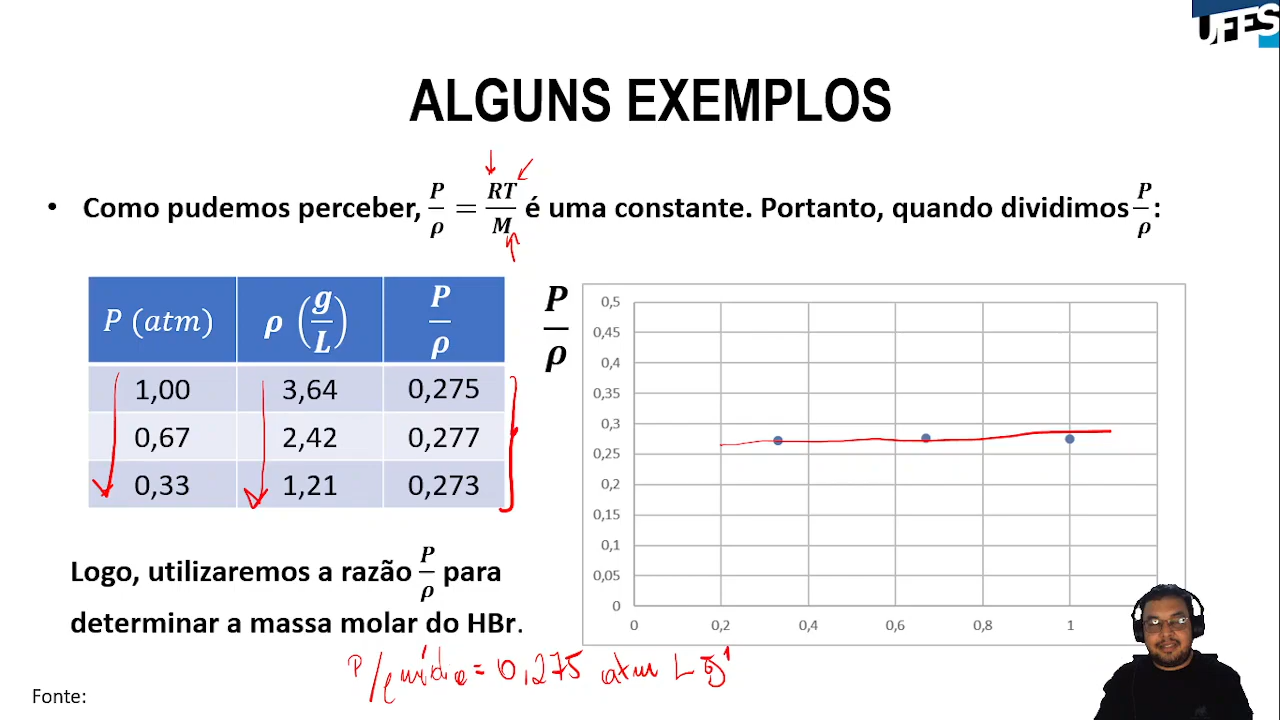 UFES
ALGUNS EXEMPLOS
• Como pudemos perceber, P/ρ = RT/M é uma constante. Portanto, quando dividimos P/ρ:
P (atm) ρ (g/L) P/ρ
1,00 3,64 0,275
0,67 2,42 0,277
0,33 1,21 0,273
P/ρ
0,5
0,45
0,4
0,35
0,3
0,25
0,2
0,15
0,1
0,05
0
0 0,2 0,4 0,6 0,8 1
Logo, utilizaremos a razão P/ρ para
determinar a massa molar do HBr.
P/ρ média = 0,275 atm L g⁻¹
Fonte: